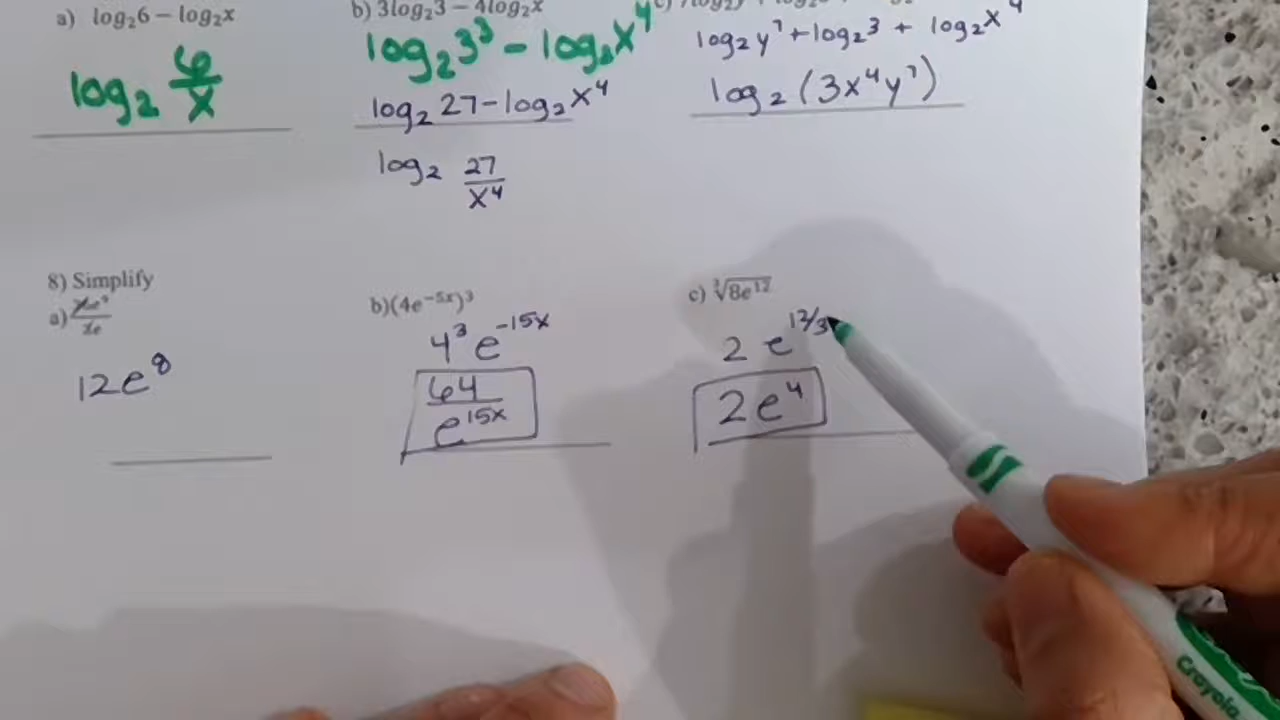 a) log₂6 − log₂x
log₂ 6/x
b) 3log₂3 − 4log₂x
log₂3³ − log₂x⁴
log₂27 − log₂x⁴
log₂ 27/x⁴
log₂y⁷ + log₂3 + log₂x⁴
log₂(3x⁴y⁷)
8) Simplify
a)
12e⁸
b)(4e⁻⁵ˣ)³
4³e⁻¹⁵ˣ
64/e¹⁵ˣ
c) ∛8e¹²
2 e^12/3
2e⁴
Crayola